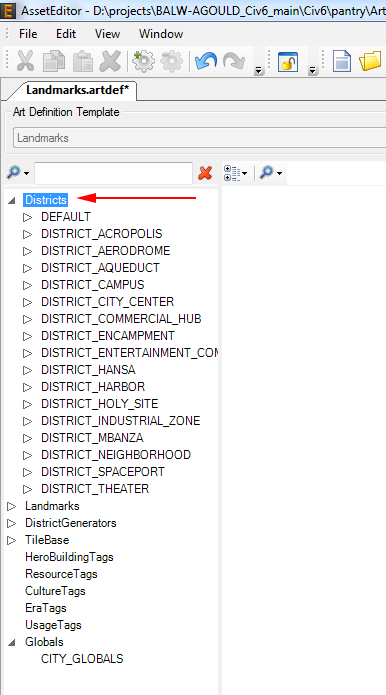 AssetEditor - D:\projects\BALW-AGOULD_Civ6_main\Civ6\pantry\Art
File Edit View Window
Landmarks.artdef*
Art Definition Template
Landmarks
Districts
DEFAULT
DISTRICT_ACROPOLIS
DISTRICT_AERODROME
DISTRICT_AQUEDUCT
DISTRICT_CAMPUS
DISTRICT_CITY_CENTER
DISTRICT_COMMERCIAL_HUB
DISTRICT_ENCAMPMENT
DISTRICT_ENTERTAINMENT_COM
DISTRICT_HANSA
DISTRICT_HARBOR
DISTRICT_HOLY_SITE
DISTRICT_INDUSTRIAL_ZONE
DISTRICT_MBANZA
DISTRICT_NEIGHBORHOOD
DISTRICT_SPACEPORT
DISTRICT_THEATER
Landmarks
DistrictGenerators
TileBase
HeroBuildingTags
ResourceTags
CultureTags
EraTags
UsageTags
Globals
CITY_GLOBALS